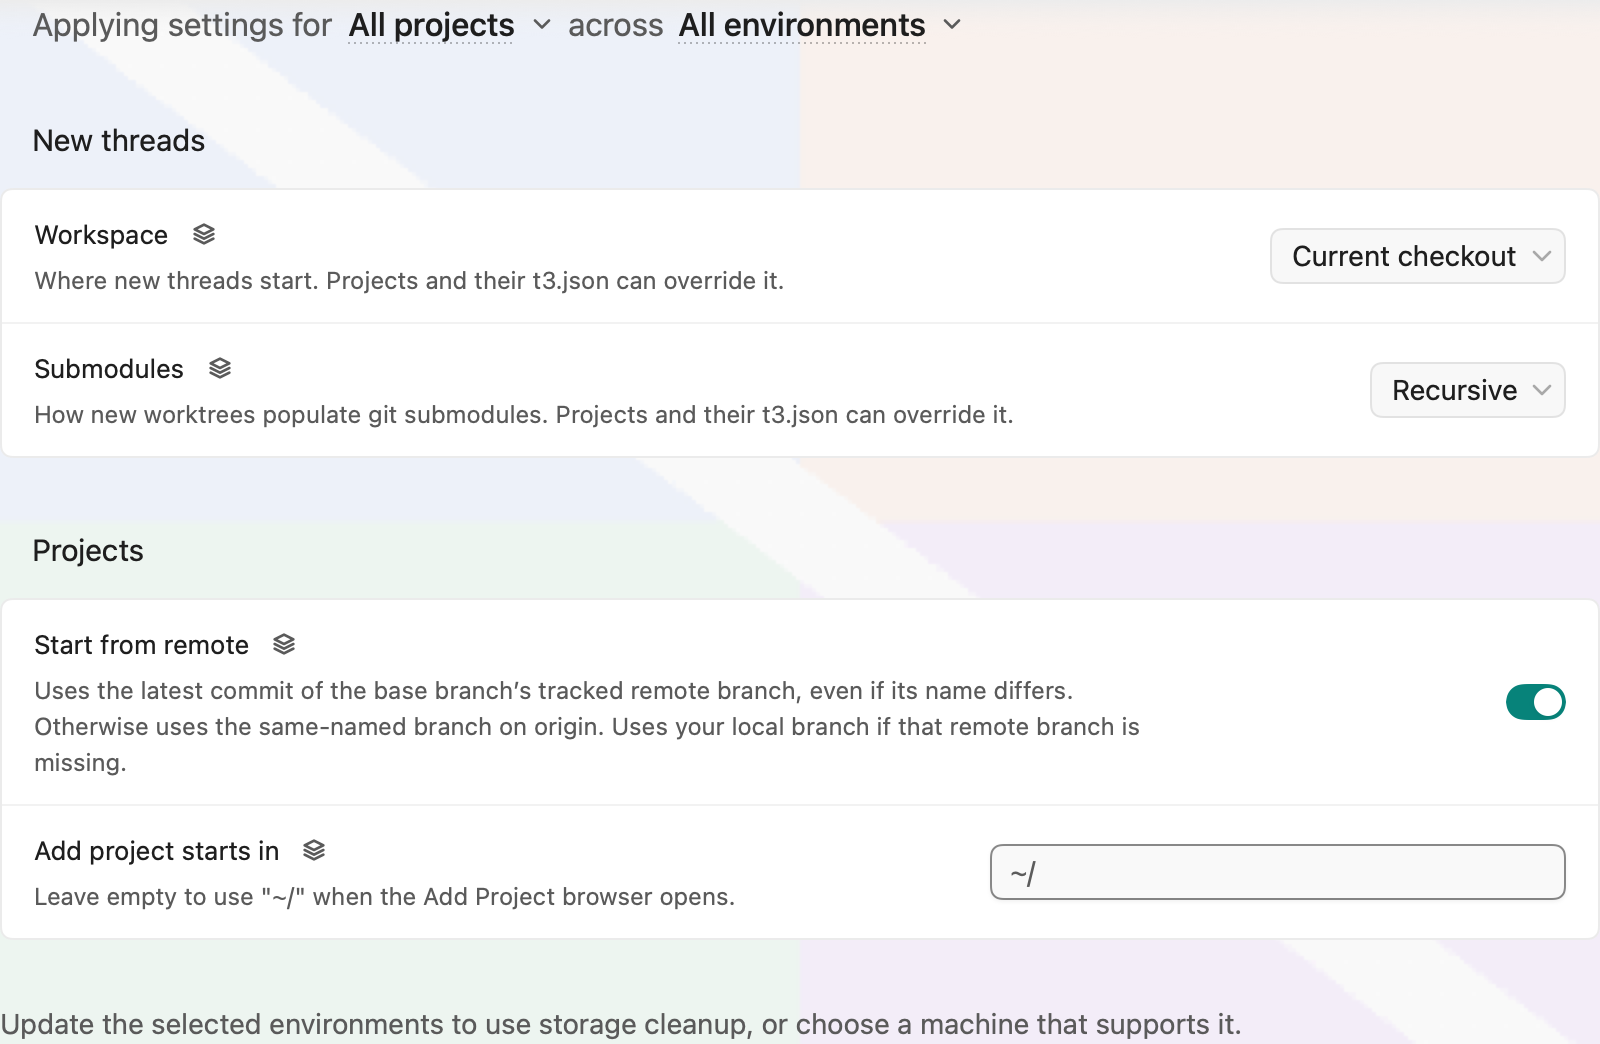 Applying settings for All projects across All environments
New threads
Workspace
Where new threads start. Projects and their t3.json can override it.
Current checkout
Submodules
How new worktrees populate git submodules. Projects and their t3.json can override it.
Recursive
Projects
Start from remote
Uses the latest commit of the base branch’s tracked remote branch, even if its name differs.
Otherwise uses the same-named branch on origin. Uses your local branch if that remote branch is
missing.
Add project starts in
Leave empty to use "~/" when the Add Project browser opens.
~/
Update the selected environments to use storage cleanup, or choose a machine that supports it.